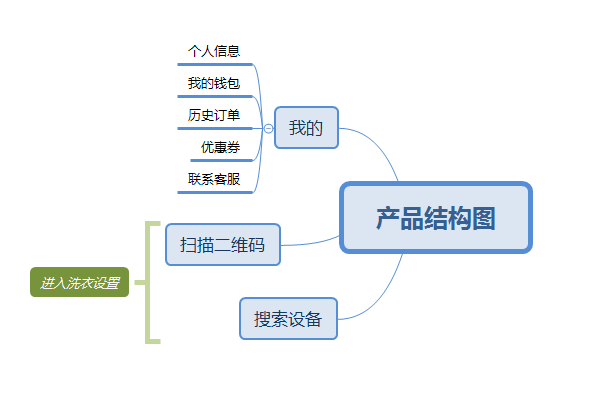 个人信息
我的钱包
历史订单
优惠券
联系客服
我的
产品结构图
扫描二维码
进入洗衣设置
搜索设备